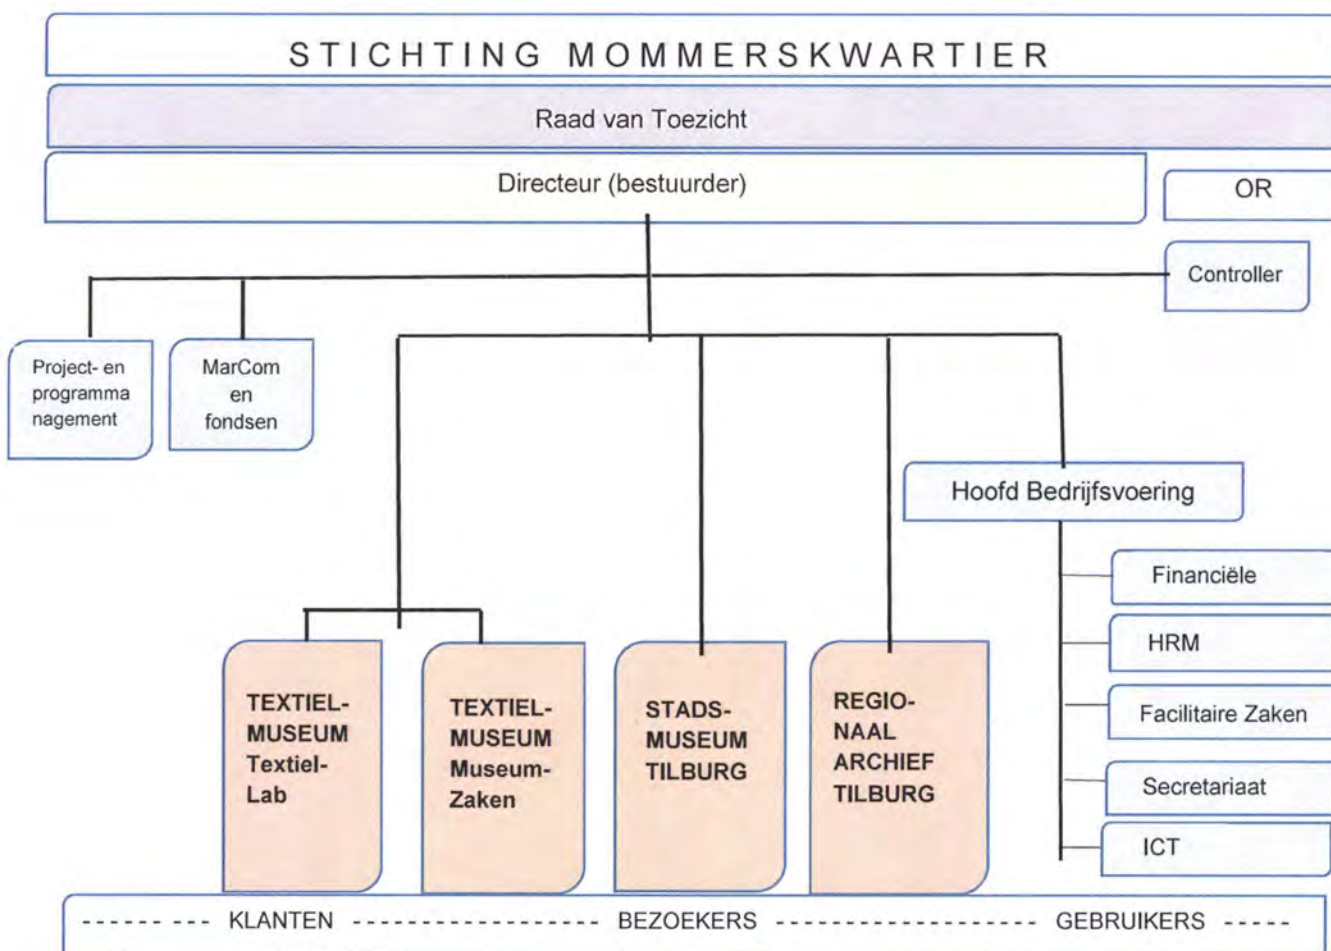 STICHTING MOMMERSKWARTIER
Raad van Toezicht
Directeur (bestuurder)
OR
Controller
Project- en
programma
nagement
MarCom
en
fondsen
Hoofd Bedrijfsvoering
Financiële
HRM
Facilitaire Zaken
Secretariaat
ICT
TEXTIEL-
MUSEUM
Textiel-
Lab
TEXTIEL-
MUSEUM
Museum-
Zaken
STADS-
MUSEUM
TILBURG
REGIO-
NAAL
ARCHIEF
TILBURG
------ --- KLANTEN ---------------- BEZOEKERS ----------------- GEBRUIKERS ------ ---